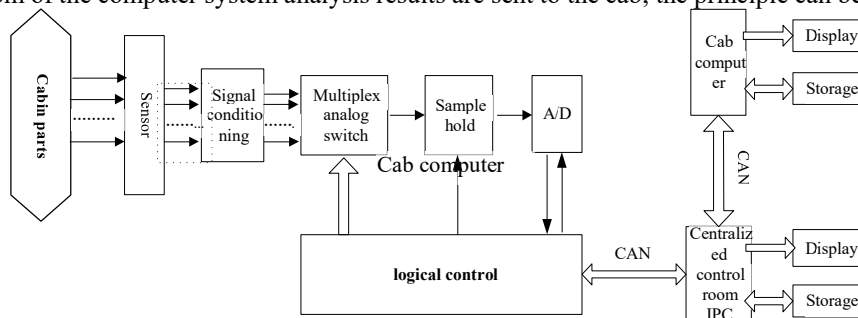 om of the computer system analysis results are sent to the cab, the principle can be
Cabin parts
.........
Sensor
.......
Signal
conditio
ning
.......
Multiplex
analog
switch
Sample
hold
A/D
Cab computer
logical control
CAN
Cab
comput
er
Display
Storage
CAN
Centraliz
ed
control
room
IPC
Display
Storage